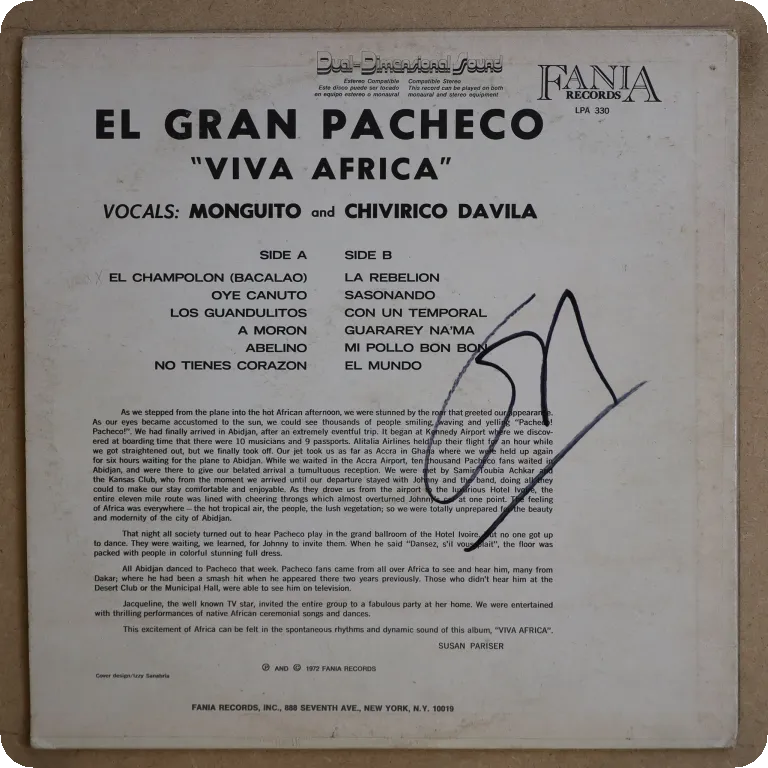 Dual-Dimensional Sound
Estereo Compatible
Este disco puede ser tocado
en equipo estereo o monaural
Compatible Stereo
This record can be played on both
monaural and stereo equipment
FANIA
RECORDS
LPA 330
EL GRAN PACHECO
"VIVA AFRICA"
VOCALS: MONGUITO and CHIVIRICO DAVILA
SIDE A
EL CHAMPOLON (BACALAO)
OYE CANUTO
LOS GUANDULITOS
A MORON
ABELINO
NO TIENES CORAZON
SIDE B
LA REBELION
SASONANDO
CON UN TEMPORAL
GUARAREY NA'MA
MI POLLO BON BON
EL MUNDO
As we stepped from the plane into the hot African afternoon, we were stunned by the roar that greeted our appearance.
As our eyes became accustomed to the sun, we could see thousands of people smiling, waving and yelling "Pacheco!
Pacheco!". We had finally arrived in Abidjan, after an extremely eventful trip. It began at Kennedy Airport where we discov-
ered at boarding time that there were 10 musicians and 9 passports. Alitalia Airlines held up their flight for an hour while
we got straightened out, but we finally took off. Our jet took us as far as Accra in Ghana where we were held up again
for six hours waiting for the plane to Abidjan. While we waited in the Accra Airport, ten thousand Pacheco fans waited in
Abidjan, and were there to give our belated arrival a tumultuous reception. We were met by Samir Zoubia Achkar and
the Kansas Club, who from the moment we arrived until our departure stayed with Johnny and the band, doing all they
could to make our stay comfortable and enjoyable. As they drove us from the airport to the luxurious Hotel Ivoire, the
entire eleven mile route was lined with cheering throngs which almost overturned Johnny's car at one point. The feeling
of Africa was everywhere — the hot tropical air, the people, the lush vegetation; so we were totally unprepared for the beauty
and modernity of the city of Abidjan.
That night all society turned out to hear Pacheco play in the grand ballroom of the Hotel Ivoire. But no one got up
to dance. They were waiting, we learned, for Johnny to invite them. When he said "Dansez, s'il vous plait", the floor was
packed with people in colorful stunning full dress.
All Abidjan danced to Pacheco that week. Pacheco fans came from all over Africa to see and hear him, many from
Dakar; where he had been a smash hit when he appeared there two years previously. Those who didn't hear him at the
Desert Club or the Municipal Hall, were able to see him on television.
Jacqueline, the well known TV star, invited the entire group to a fabulous party at her home. We were entertained
with thrilling performances of native African ceremonial songs and dances.
This excitement of Africa can be felt in the spontaneous rhythms and dynamic sound of this album, "VIVA AFRICA".
SUSAN PARISER
Ⓟ AND © 1972 FANIA RECORDS
Cover design/Izzy Sanabria
FANIA RECORDS, INC., 888 SEVENTH AVE., NEW YORK, N.Y. 10019